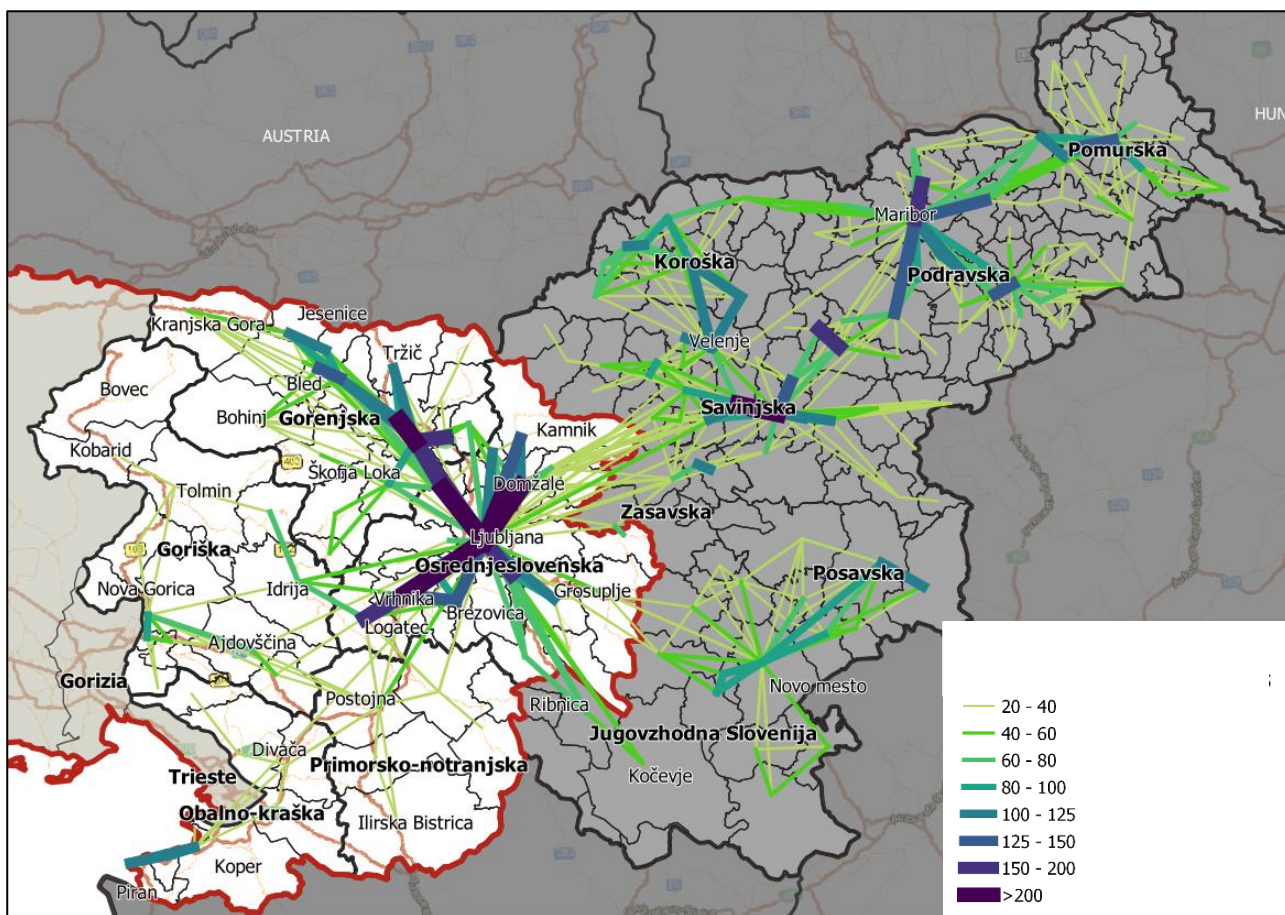 AUSTRIA
HUN
Pomurska
Maribor
Koroška
Podravska
Jesenice
Kranjska Gora
Tržič
Velenje
Bovec
Bled
Savinjska
Bohinj
Gorenjska
Kamnik
Kobarid
Škofja Loka
Domžale
Tolmin
Zasavska
Ljubljana
Goriška
Osrednjeslovenska
Posavska
Nova Gorica
Idrija
Vrhnika
Grosuplje
Brezovica
Logatec
Ajdovščina
Gorizia
Novo mesto
Postojna
Ribnica
Divača
Jugovzhodna Slovenija
Trieste
Primorsko-notranjska
Kočevje
Obalno-kraška
Ilirska Bistrica
Koper
Piran
20 - 40
40 - 60
60 - 80
80 - 100
100 - 125
125 - 150
150 - 200
>200